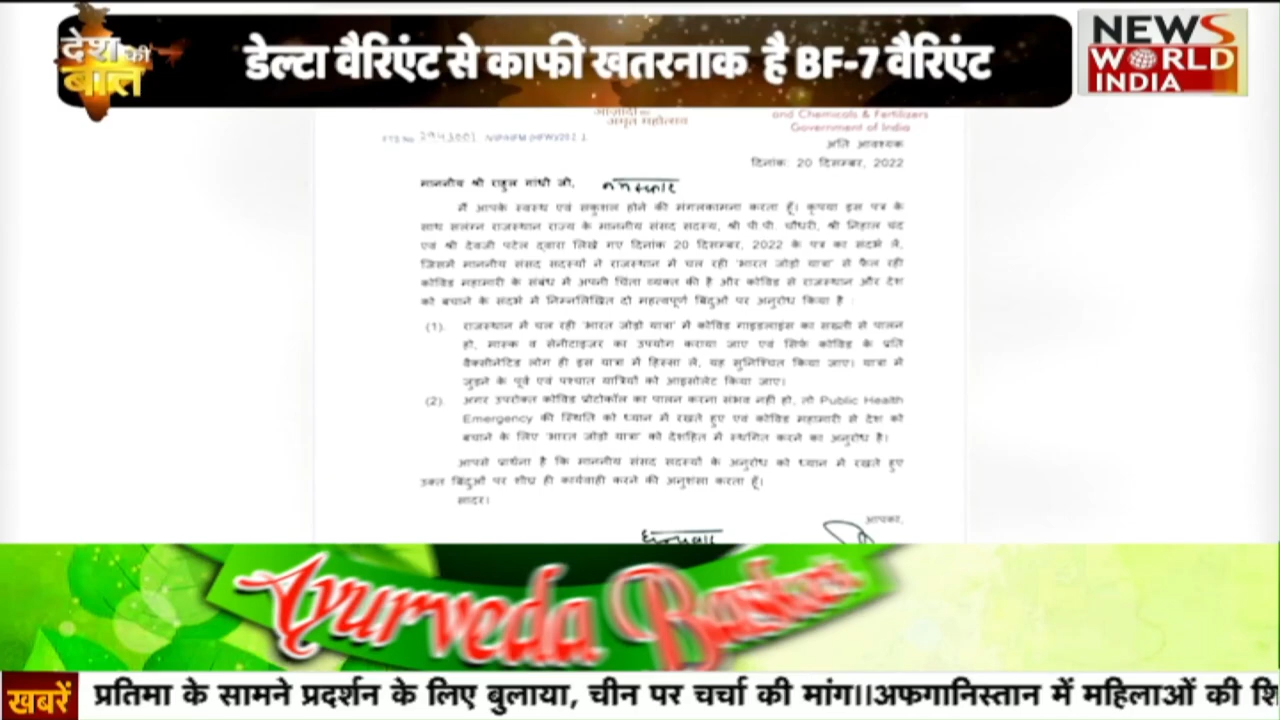 देश की
बात
डेल्टा वैरिएंट से काफी खतरनाक है BF-7 वैरिएंट
NEWS
WORLD
INDIA
आज़ादी का
अमृत महोत्सव
and Chemicals & Fertilizers
Government of India
अति आवश्यक
दिनांक: 20 दिसम्बर, 2022
माननीय श्री राहुल गांधी जी, नमस्कार
मैं आपके स्वस्थ एवं सकुशल होने की मंगलकामना करता हूँ। कृपया इस पत्र के
साथ संलग्न राजस्थान राज्य के माननीय संसद सदस्य, श्री पी.पी. चौधरी, श्री निहाल चंद
एवं श्री देवजी पटेल द्वारा लिखे गए दिनांक 20 दिसम्बर, 2022 के पत्र का संदर्भ लें,
जिसमें माननीय संसद सदस्यों ने राजस्थान में चल रही 'भारत जोड़ो यात्रा' से फैल रही
कोविड महामारी के संबंध में अपनी चिंता व्यक्त की है और कोविड से राजस्थान और देश
को बचाने के संदर्भ में निम्नलिखित दो महत्वपूर्ण बिंदुओं पर अनुरोध किया है :
(1). राजस्थान में चल रही 'भारत जोड़ो यात्रा' में कोविड गाइडलाइंस का सख्ती से पालन
हो, मास्क व सेनीटाइजर का उपयोग कराया जाए एवं सिर्फ कोविड के प्रति
वैक्सीनेटिड लोग ही इस यात्रा में हिस्सा लें, यह सुनिश्चित किया जाए। यात्रा में
जुड़ने के पूर्व एवं पश्चात यात्रियों को आइसोलेट किया जाए।
(2). अगर उपरोक्त कोविड प्रोटोकॉल का पालन करना संभव नहीं हो, तो Public Health
Emergency की स्थिति को ध्यान में रखते हुए एवं कोविड महामारी से देश को
बचाने के लिए 'भारत जोड़ो यात्रा' को देशहित में स्थगित करने का अनुरोध है।
आपसे प्रार्थना है कि माननीय संसद सदस्यों के अनुरोध को ध्यान में रखते हुए
उक्त बिंदुओं पर शीघ्र ही कार्यवाही करने की अनुशंसा करता हूँ।
सादर।
आपका,
Ayurveda
खबरें
प्रतिमा के सामने प्रदर्शन के लिए बुलाया, चीन पर चर्चा की मांग।।अफगानिस्तान में महिलाओं की